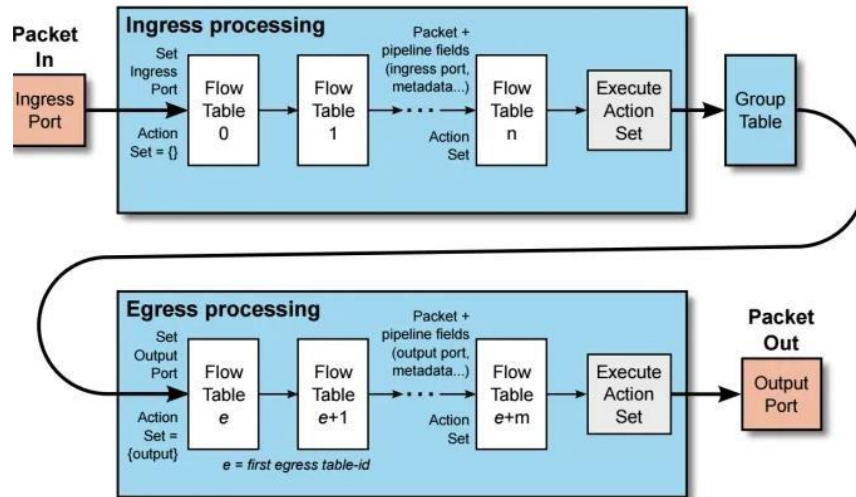 Packet
In
Ingress
Port
Ingress processing
Set
Ingress
Port
Action
Set = {}
Flow
Table
0
Flow
Table
1
Packet +
pipeline fields
(ingress port,
metadata...)
Action
Set
Flow
Table
n
Execute
Action
Set
Group
Table
Egress processing
Set
Output
Port
Action
Set =
{output}
Flow
Table
e
Flow
Table
e+1
e = first egress table-id
Packet +
pipeline fields
(output port,
metadata...)
Action
Set
Flow
Table
e+m
Execute
Action
Set
Packet
Out
Output
Port